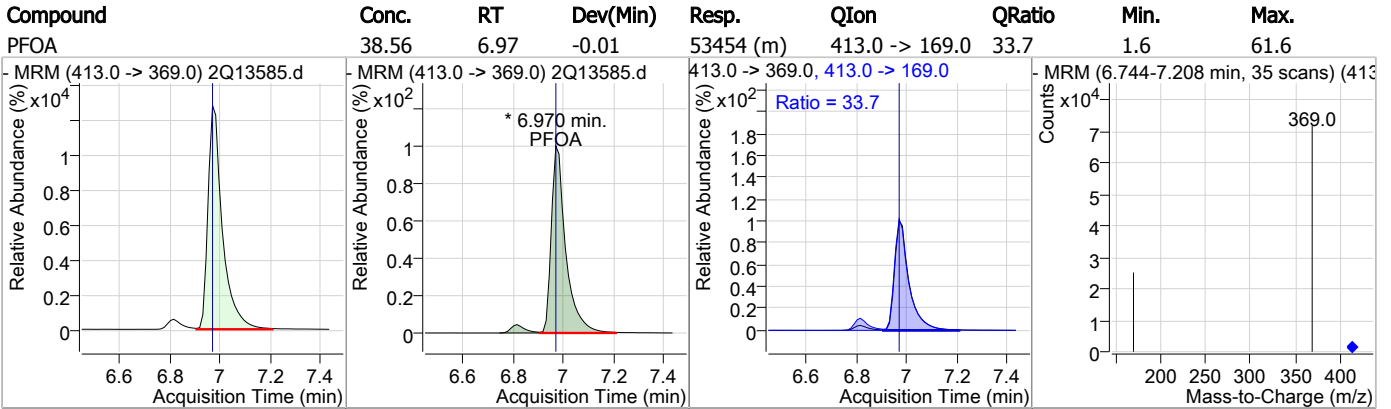 Compound Conc. RT Dev(Min) Resp. QIon QRatio Min. Max.
PFOA 38.56 6.97 -0.01 53454 (m) 413.0 -> 169.0 33.7 1.6 61.6
- MRM (413.0 -> 369.0) 2Q13585.d
Relative Abundance (%)
x10⁴
1
0.8
0.6
0.4
0.2
0
6.6 6.8 7 7.2 7.4
Acquisition Time (min)
- MRM (413.0 -> 369.0) 2Q13585.d
Relative Abundance (%)
x10²
* 6.970 min.
PFOA
1
0.8
0.6
0.4
0.2
0
6.6 6.8 7 7.2 7.4
Acquisition Time (min)
413.0 -> 369.0, 413.0 -> 169.0
Relative Abundance (%)
x10²
Ratio = 33.7
1.8
1.6
1.4
1.2
1
0.8
0.6
0.4
0.2
0
6.6 6.8 7 7.2 7.4
Acquisition Time (min)
- MRM (6.744-7.208 min, 35 scans) (413
Counts
x10⁴
369.0
7
6
5
4
3
2
1
0
200 250 300 350 400
Mass-to-Charge (m/z)